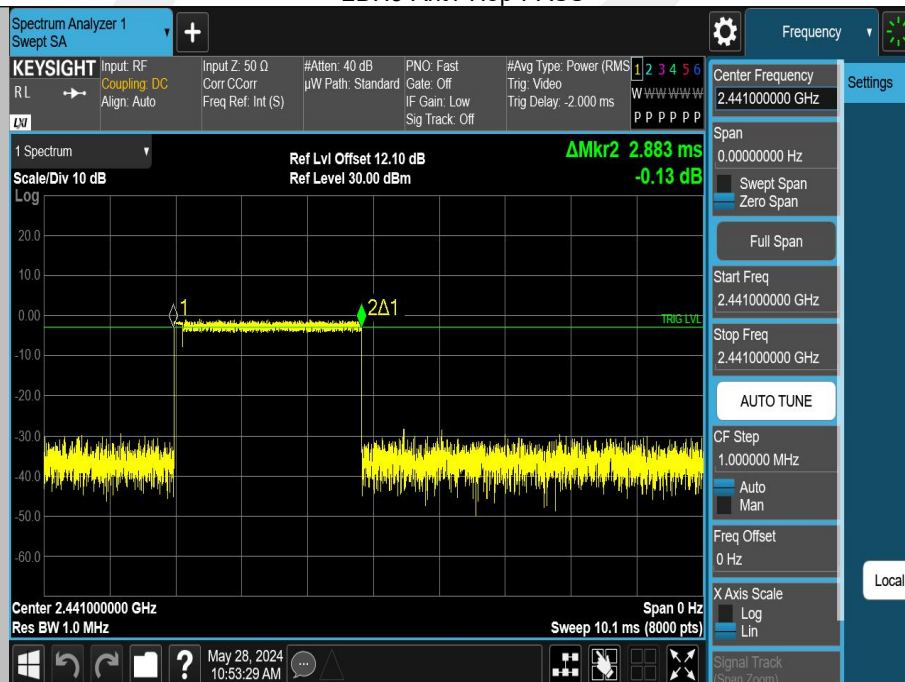 Spectrum Analyzer 1
Swept SA
+
Frequency
KEYSIGHT
RL
LXI
Input: RF
Coupling: DC
Align: Auto
Input Z: 50 Ω
Corr CCorr
Freq Ref: Int (S)
#Atten: 40 dB
µW Path: Standard
PNO: Fast
Gate: Off
IF Gain: Low
Sig Track: Off
#Avg Type: Power (RMS
Trig: Video
Trig Delay: -2.000 ms
1 2 3 4 5 6
W W W W W W
P P P P P P
Center Frequency
2.441000000 GHz
Settings
1 Spectrum
Scale/Div 10 dB
Log
Ref Lvl Offset 12.10 dB
Ref Level 30.00 dBm
ΔMkr2 2.883 ms
-0.13 dB
20.0
10.0
0.00
-10.0
-20.0
-30.0
-40.0
-50.0
-60.0
1
2Δ1
TRIG LVL
Span
0.00000000 Hz
Swept Span
Zero Span
Full Span
Start Freq
2.441000000 GHz
Stop Freq
2.441000000 GHz
AUTO TUNE
CF Step
1.000000 MHz
Auto
Man
Freq Offset
0 Hz
X Axis Scale
Log
Lin
Local
Signal Track
(Span Zoom)
Center 2.441000000 GHz
Res BW 1.0 MHz
Span 0 Hz
Sweep 10.1 ms (8000 pts)
?
May 28, 2024
10:53:29 AM